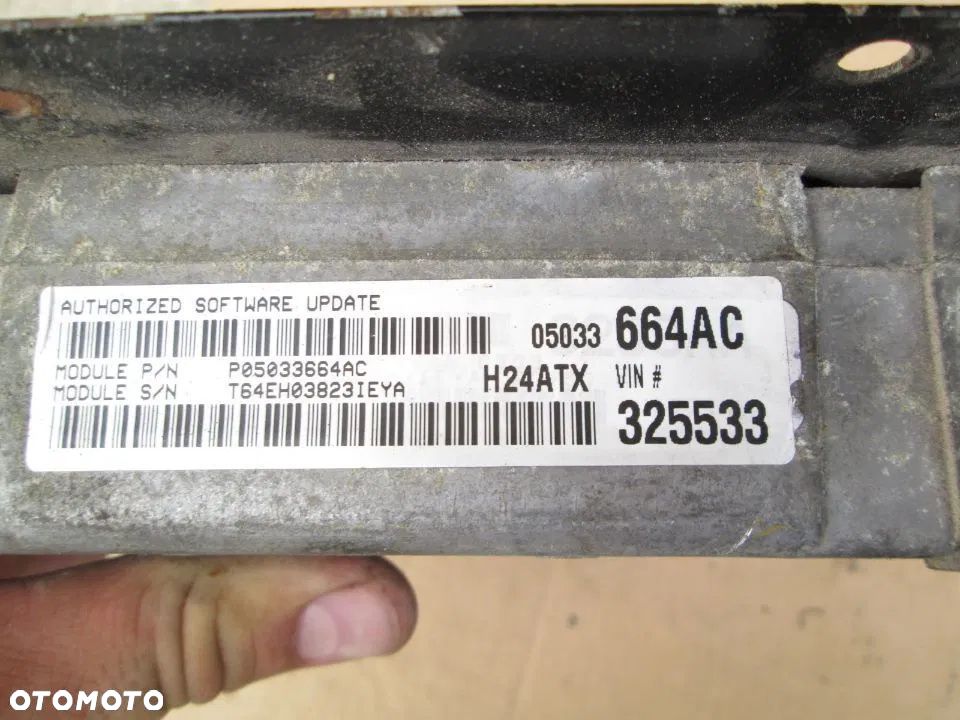 AUTHORIZED SOFTWARE UPDATE
05033 664AC
MODULE P/N P05033664AC
MODULE S/N T64EH03823IEYA
H24ATX VIN #
325533
OTOMOTO